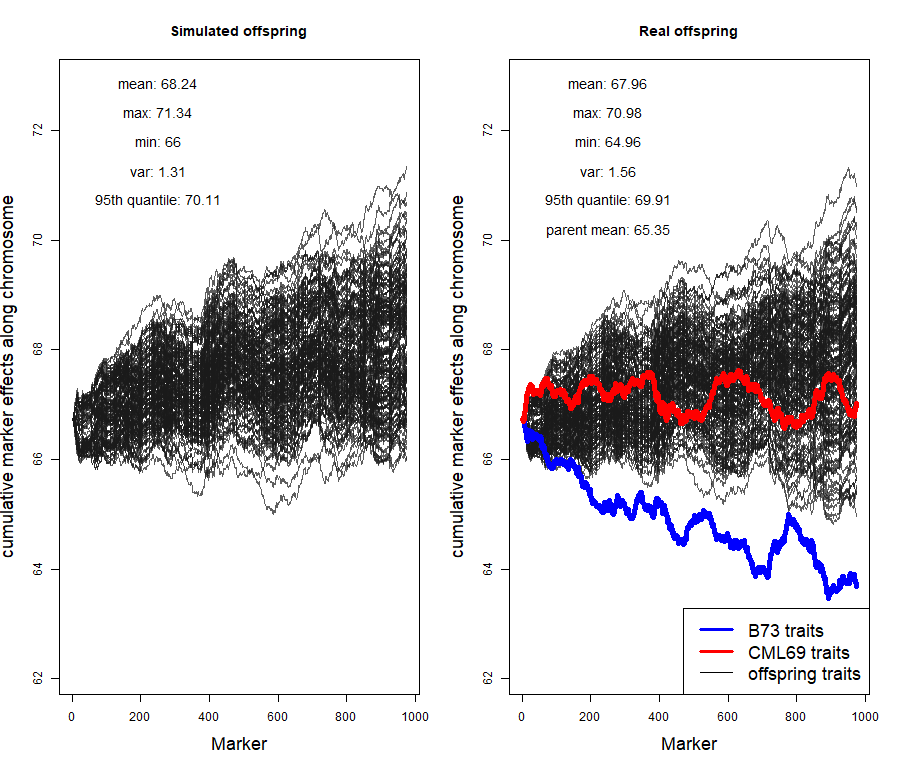 Simulated offspring
mean: 68.24
max: 71.34
min: 66
var: 1.31
95th quantile: 70.11
cumulative marker effects along chromosome
72
70
68
66
64
62
0 200 400 600 800 1000
Marker
Real offspring
mean: 67.96
max: 70.98
min: 64.96
var: 1.56
95th quantile: 69.91
parent mean: 65.35
cumulative marker effects along chromosome
72
70
68
66
64
62
B73 traits
CML69 traits
offspring traits
0 200 400 600 800 1000
Marker